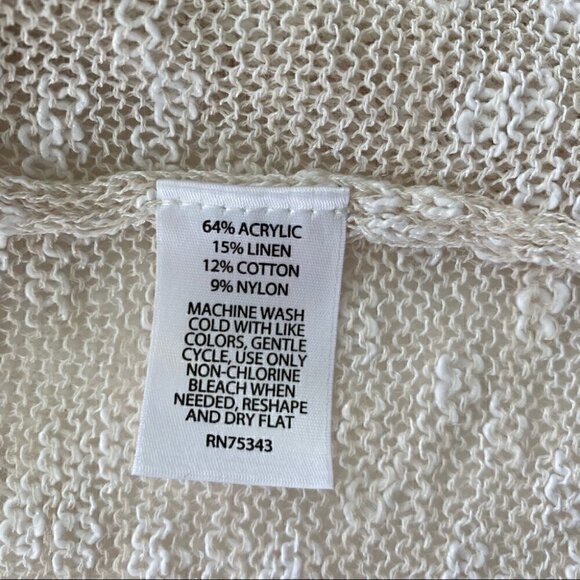 64% ACRYLIC
15% LINEN
12% COTTON
9% NYLON
MACHINE WASH
COLD WITH LIKE
COLORS, GENTLE
CYCLE, USE ONLY
NON-CHLORINE
BLEACH WHEN
NEEDED, RESHAPE
AND DRY FLAT
RN75343